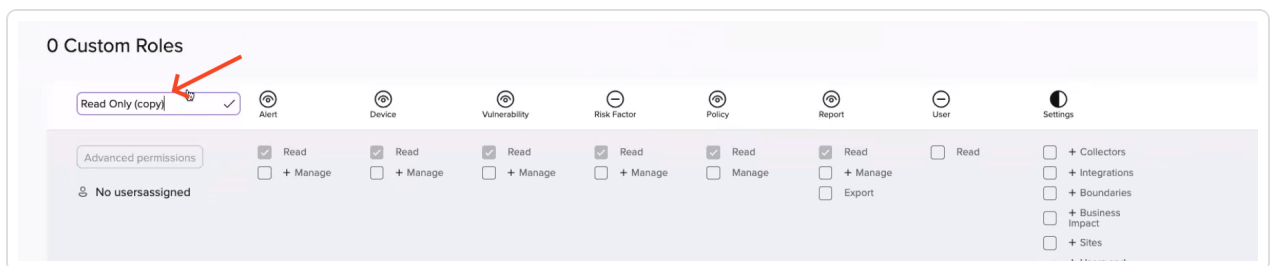 0 Custom Roles
Read Only (copy)
Alert
Device
Vulnerability
Risk Factor
Policy
Report
User
Settings
Advanced permissions
Read
Read
Read
Read
Read
Read
Read
+ Collectors
+ Manage
+ Manage
+ Manage
+ Manage
Manage
+ Manage
+ Integrations
No usersassigned
Export
+ Boundaries
+ Business
Impact
+ Sites